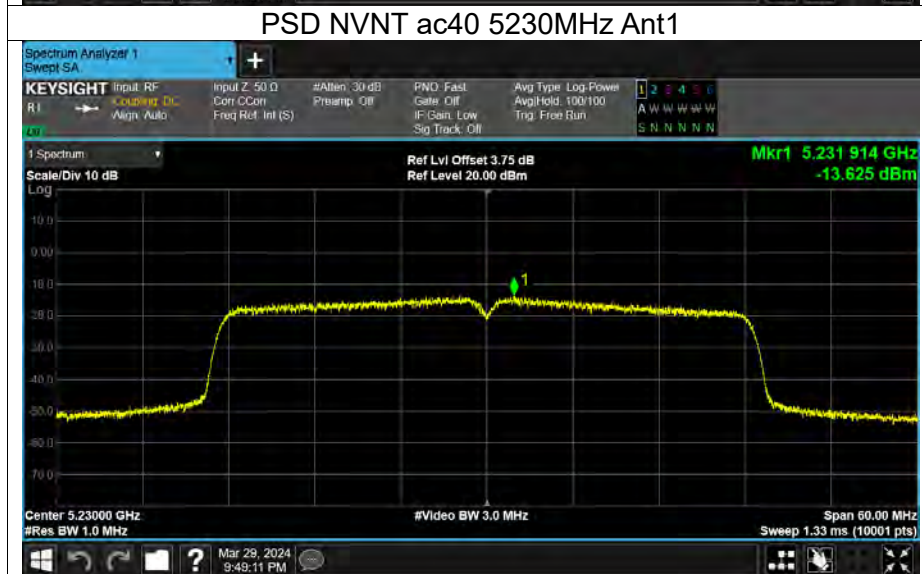 PSD NVNT ac40 5230MHz Ant1
Spectrum Analyzer 1
Swept SA
+
KEYSIGHT Input: RF
Coupling: DC
Align: Auto
Input Z: 50 Ω
Corr CCorr
Freq Ref: Int (S)
#Atten: 30 dB
Preamp: Off
PNO: Fast
Gate: Off
IF Gain: Low
Sig Track: Off
Avg Type: Log-Power
Avg|Hold: 100/100
Trig: Free Run
1 2 3 4 5 6
A W W W W W
S N N N N N
1 Spectrum
Scale/Div 10 dB
Log
Ref Lvl Offset 3.75 dB
Ref Level 20.00 dBm
Mkr1 5.231 914 GHz
-13.625 dBm
10.0
0.00
-10.0
-20.0
-30.0
-40.0
-50.0
-60.0
-70.0
1
Center 5.23000 GHz
#Res BW 1.0 MHz
#Video BW 3.0 MHz
Span 60.00 MHz
Sweep 1.33 ms (10001 pts)
?
Mar 29, 2024
9:49:11 PM